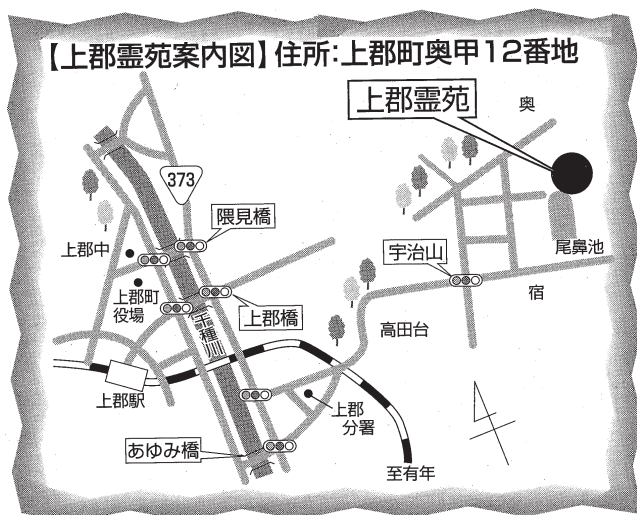 【上郡霊苑案内図】住所：上郡町奥甲12番地
上郡霊苑
奥
373
隈見橋
上郡中
宇治山
尾鼻池
上郡町
役場
上郡橋
宿
千種川
高田台
上郡駅
上郡
分署
あゆみ橋
至有年